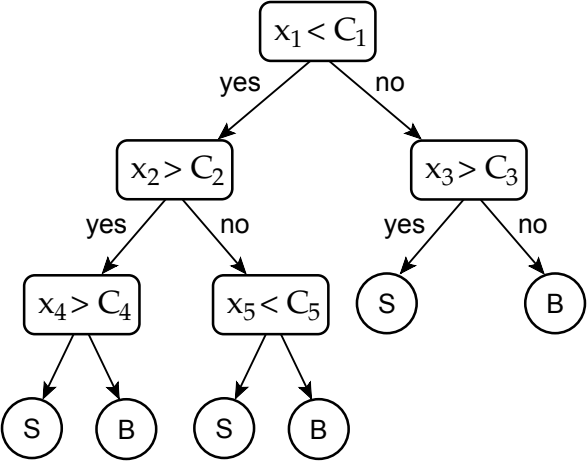 x₁ < C₁
yes
no
x₂ > C₂
x₃ > C₃
yes
no
yes
no
x₄ > C₄
x₅ < C₅
S
B
S
B
S
B